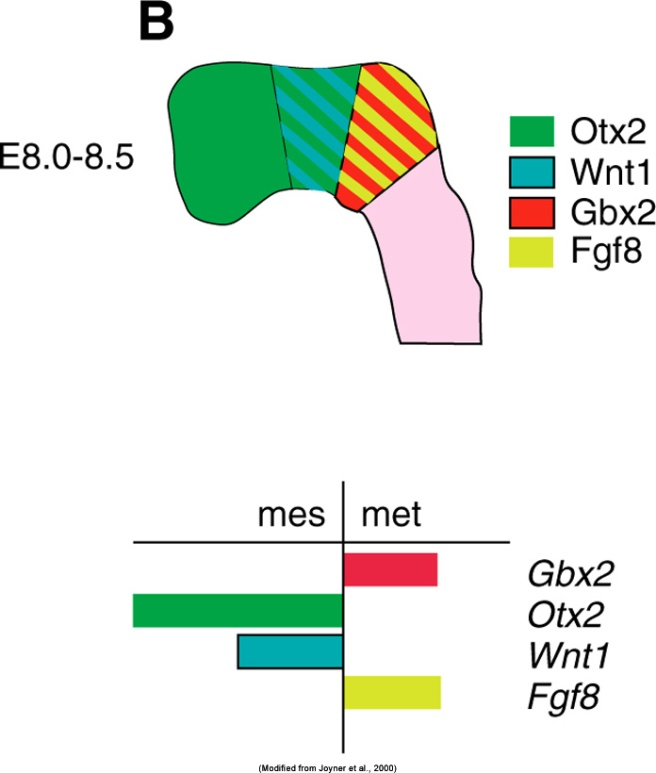 B
E8.0-8.5
Otx2
Wnt1
Gbx2
Fgf8
mes met
Gbx2
Otx2
Wnt1
Fgf8
(Modified from Joyner et al., 2000)